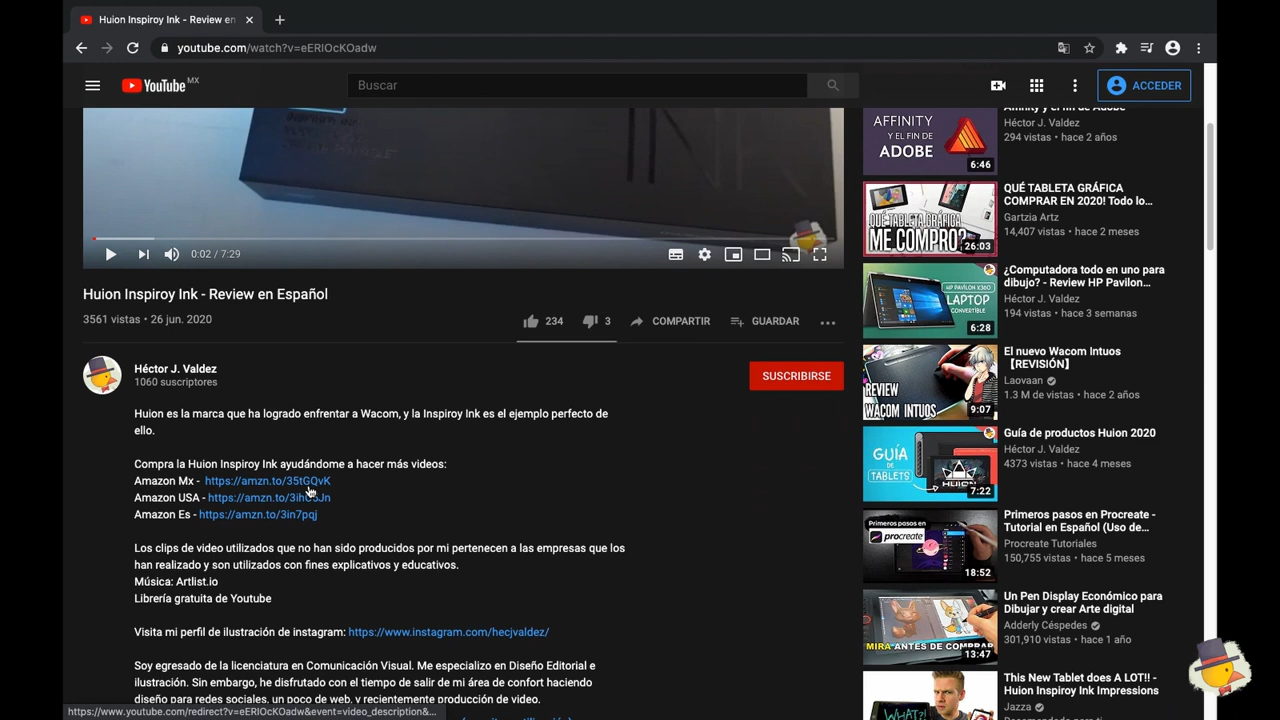 Huion Inspiroy Ink - Review en
youtube.com/watch?v=eERIOcKOadw
YouTube MX
Buscar
ACCEDER
0:02 / 7:29
Huion Inspiroy Ink - Review en Español
3561 vistas • 26 jun. 2020
234
3
COMPARTIR
GUARDAR
Héctor J. Valdez
1060 suscriptores
SUSCRIBIRSE
Huion es la marca que ha logrado enfrentar a Wacom, y la Inspiroy Ink es el ejemplo perfecto de
ello.
Compra la Huion Inspiroy Ink ayudándome a hacer más videos:
Amazon Mx - https://amzn.to/35tGQvK
Amazon USA -
Amazon Es - https://amzn.to/3in7pqj
Los clips de video utilizados que no han sido producidos por mi pertenecen a las empresas que los
han realizado y son utilizados con fines explicativos y educativos.
Música: Artlist.io
Librería gratuita de Youtube
Visita mi perfil de ilustración de instagram: https://www.instagram.com/hecjvaldez/
Soy egresado de la licenciatura en Comunicación Visual. Me especializo en Diseño Editorial e
ilustración. Sin embargo, he disfrutado con el tiempo de salir de mi área de confort haciendo
diseño para redes sociales, un poco de web, y recientemente producción de video.
https://www.youtube.com/redirect?v=eERIOcKOadw&event=video_description&...
AFFINITY
Y EL FIN DE
ADOBE
6:46
Affinity y el fin de Adobe
Héctor J. Valdez
294 vistas • hace 2 años
QUÉ TABLETA GRÁFICA
ME COMPRO?
26:03
QUÉ TABLETA GRÁFICA
COMPRAR EN 2020! Todo lo...
Gartzia Artz
14,407 vistas • hace 2 meses
HP PAVILON X360
LAPTOP
CONVERTIBLE
6:28
¿Computadora todo en uno para
dibujo? - Review HP Pavilon...
Héctor J. Valdez
194 vistas • hace 3 semanas
REVIEW
WACOM INTUOS
9:07
El nuevo Wacom Intuos
【REVISIÓN】
Laovaan
1.3 M de vistas • hace 2 años
GUÍA
DE
TABLETS
7:22
Guía de productos Huion 2020
Héctor J. Valdez
4373 vistas • hace 4 meses
Primeros pasos en
procreate
18:52
Primeros pasos en Procreate -
Tutorial en Español (Uso de...
Procreate Tutoriales
150,755 vistas • hace 5 meses
MIRA ANTES DE COMPRAR
13:47
Un Pen Display Económico para
Dibujar y crear Arte digital
Adderly Céspedes
301,910 vistas • hace 1 año
WHAT?!
This New Tablet does A LOT!! -
Huion Inspiroy Ink Impressions
Jazza